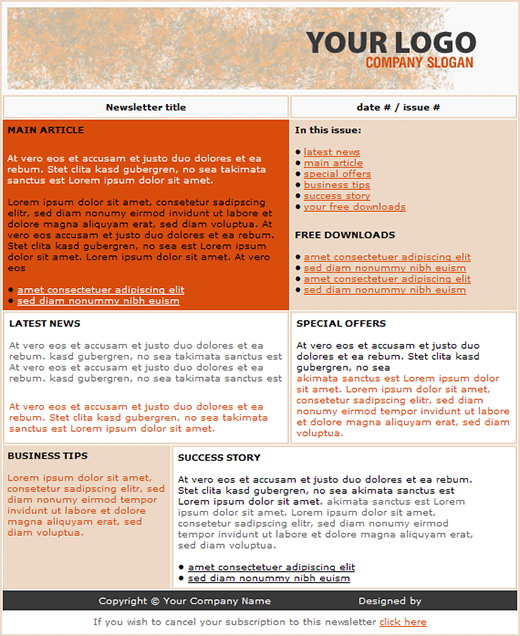 YOUR LOGO
COMPANY SLOGAN
Newsletter title
date # / issue #
MAIN ARTICLE
At vero eos et accusam et justo duo dolores et ea
rebum. Stet clita kasd gubergren, no sea takimata
sanctus est Lorem ipsum dolor sit amet.
Lorem ipsum dolor sit amet, consetetur sadipscing
elitr, sed diam nonumy eirmod invidunt ut labore et
dolore magna aliquyam erat, sed diam voluptua. At
vero eos et accusam et justo duo dolores et ea rebum.
Stet clita kasd gubergren, no sea est Lorem ipsum
dolor sit amet. Lorem ipsum dolor sit amet. At vero
eos
• amet consectetuer adipiscing elit
• sed diam nonummy nibh euism
In this issue:
• latest news
• main article
• special offers
• business tips
• success story
• your free downloads
FREE DOWNLOADS
• amet consectetuer adipiscing elit
• sed diam nonummy nibh euism
• amet consectetuer adipiscing elit
• sed diam nonummy nibh euism
LATEST NEWS
At vero eos et accusam et justo duo dolores et ea
rebum. kasd gubergren, no sea takimata sanctus est
At vero eos et accusam et justo duo dolores et ea
rebum. kasd gubergren, no sea takimata sanctus est
At vero eos et accusam et justo duo dolores et ea
rebum. Stet clita kasd gubergren, no sea takimata
sanctus est Lorem ipsum dolor sit amet.
SPECIAL OFFERS
At vero eos et accusam et justo duo
dolores et ea rebum. Stet clita kasd
gubergren, no sea
akimata sanctus est Lorem ipsum dolor
sit amet. Lorem ipsum dolor sit amet,
consetetur sadipscing elitr, sed diam
nonumy eirmod tempor invidunt ut labore
et dolore magna aliquyam erat, sed diam
voluptua.
BUSINESS TIPS
Lorem ipsum dolor sit amet,
consetetur sadipscing elitr, sed
diam nonumy eirmod tempor
invidunt ut labore et dolore
magna aliquyam erat, sed
diam voluptua.
SUCCESS STORY
At vero eos et accusam et justo duo dolores et ea rebum.
Stet clita kasd gubergren, no sea akimata sanctus est
Lorem ipsum dolor sit amet. akimata sanctus est Lorem
ipsum dolor sit amet. Lorem ipsum dolor sit amet,
consetetur sadipscing elitr, sed diam nonumy eirmod
tempor invidunt ut labore et dolore magna aliquyam erat,
sed diam voluptua.
• amet consectetuer adipiscing elit
• sed diam nonummy nibh euism
Copyright © Your Company Name
Designed by
If you wish to cancel your subscription to this newsletter click here